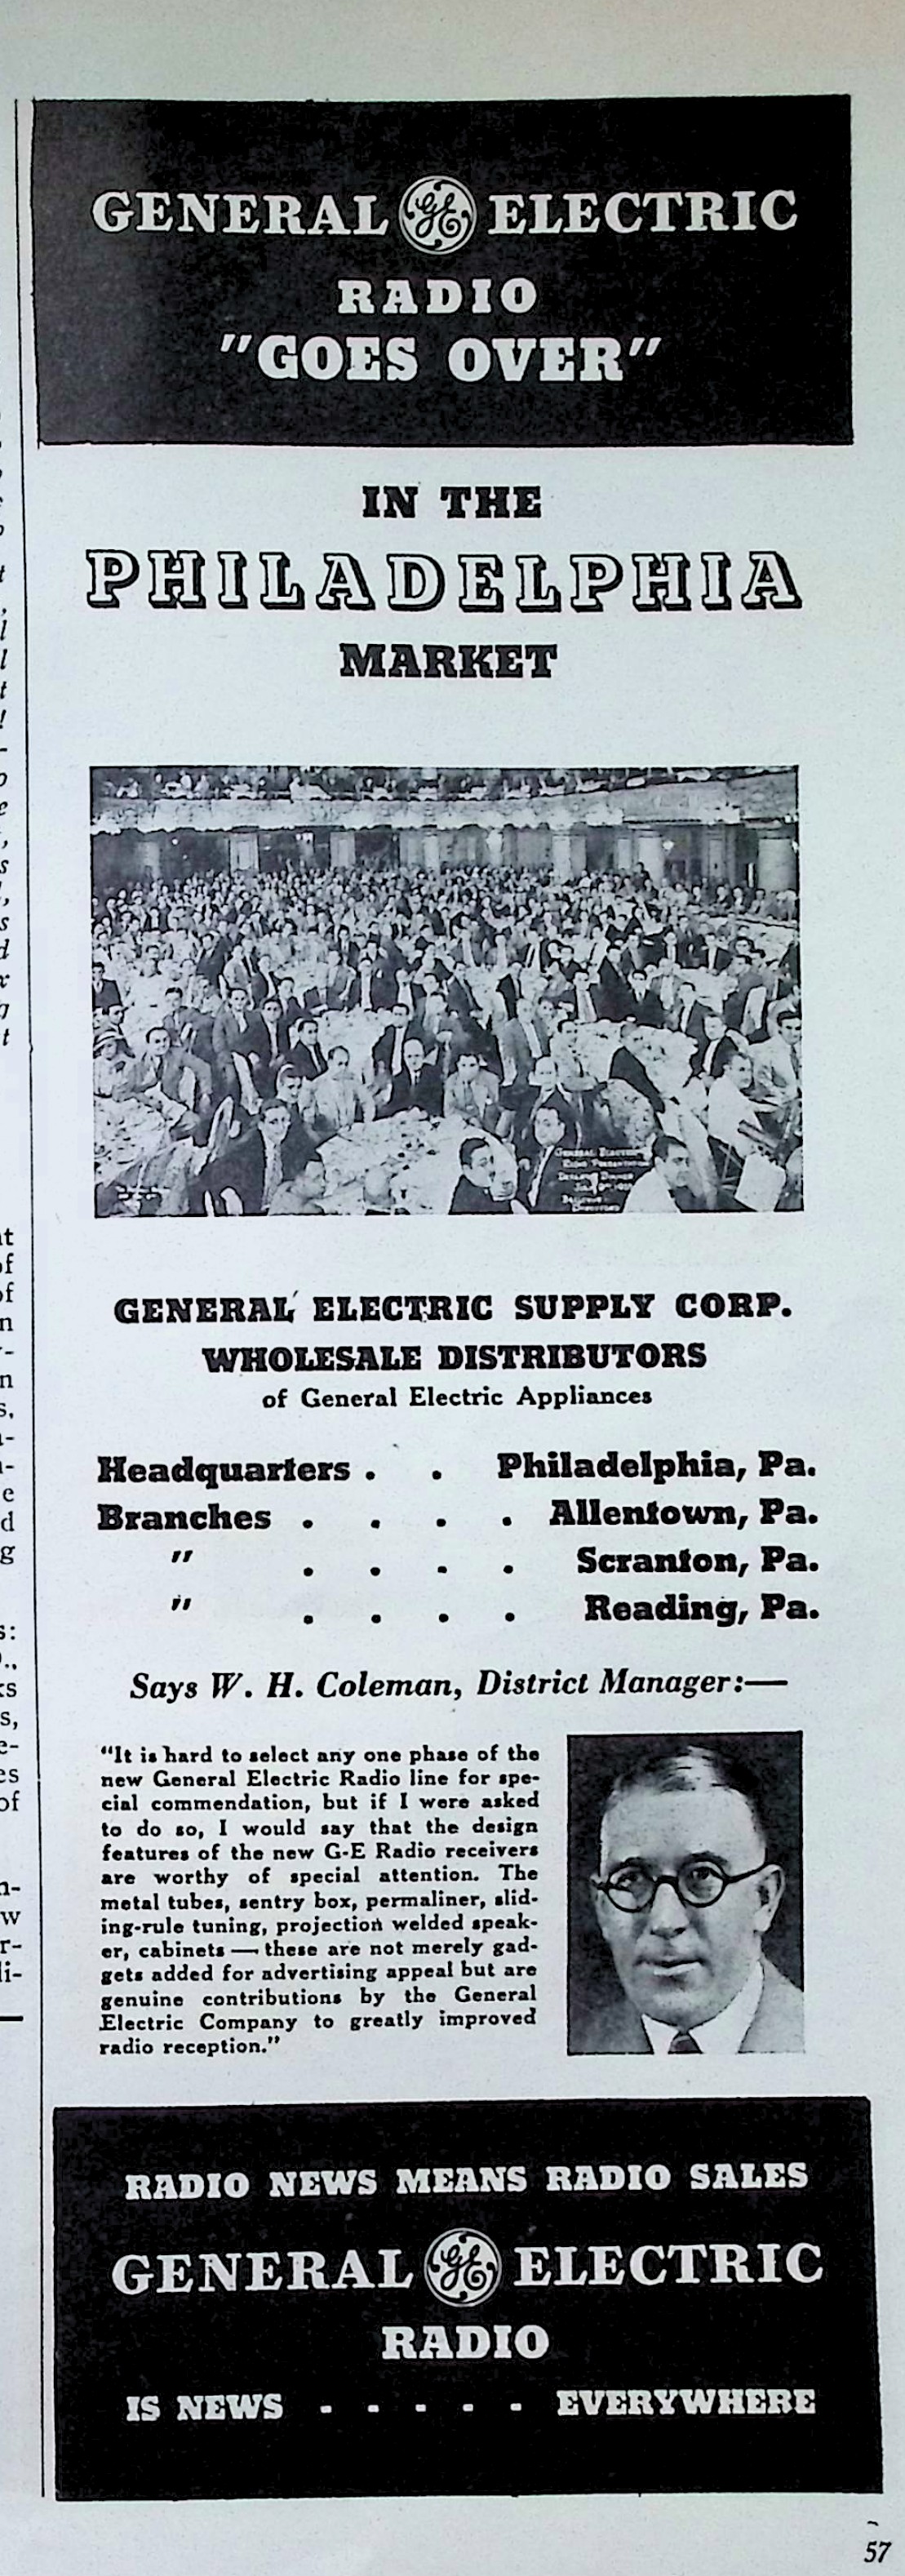 GENERAL GE ELECTRIC
RADIO
"GOES OVER"
IN THE
PHILADELPHIA
MARKET
GENERAL ELECTRIC
DINNER
GENERAL ELECTRIC SUPPLY CORP.
WHOLESALE DISTRIBUTORS
of General Electric Appliances
Headquarters . . Philadelphia, Pa.
Branches . . . . Allentown, Pa.
" . . . . Scranton, Pa.
" . . . . Reading, Pa.
Says W. H. Coleman, District Manager:—
"It is hard to select any one phase of the
new General Electric Radio line for spe-
cial commendation, but if I were asked
to do so, I would say that the design
features of the new G-E Radio receivers
are worthy of special attention. The
metal tubes, sentry box, permaliner, slid-
ing-rule tuning, projection welded speak-
er, cabinets — these are not merely gad-
gets added for advertising appeal but are
genuine contributions by the General
Electric Company to greatly improved
radio reception."
RADIO NEWS MEANS RADIO SALES
GENERAL GE ELECTRIC
RADIO
IS NEWS - - - - - EVERYWHERE
57